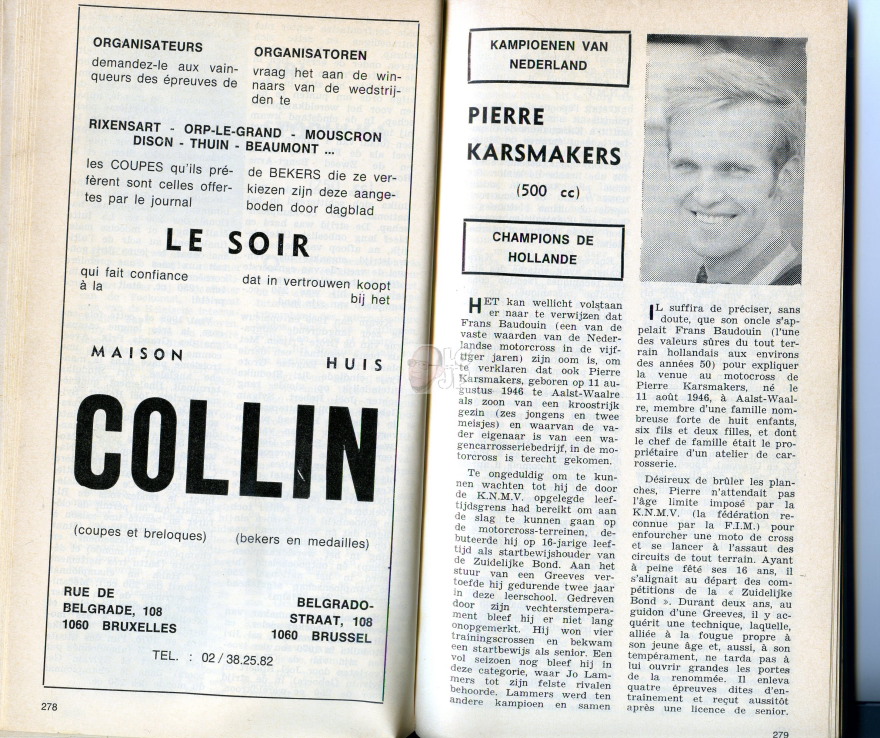 ORGANISATEURS
demandez-le aux vain-
queurs des épreuves de
ORGANISATOREN
vraag het aan de win-
naars van de wedstrij-
den te
RIXENSART - ORP-LE-GRAND - MOUSCRON
DISCN - THUIN - BEAUMONT ...
les COUPES qu'ils pré-
fèrent sont celles offer-
tes par le journal
de BEKERS die ze ver-
kiezen zijn deze aange-
boden door dagblad
LE SOIR
qui fait confiance
à la
dat in vertrouwen koopt
bij het
MAISON
HUIS
COLLIN
(coupes et breloques)
(bekers en medailles)
RUE DE
BELGRADE, 108
1060 BRUXELLES
BELGRADO-
STRAAT, 108
1060 BRUSSEL
TEL. : 02/38.25.82
278
KAMPIOENEN VAN
NEDERLAND
PIERRE
KARSMAKERS
(500 cc)
CHAMPIONS DE
HOLLANDE
HET kan wellicht volstaan
er naar te verwijzen dat
Frans Baudouin (een van de
vaste waarden van de Neder-
landse motorcross in de vijf-
tiger jaren) zijn oom is, om
te verklaren dat ook Pierre
Karsmakers, geboren op 11 au-
gustus 1946 te Aalst-Waalre
als zoon van een kroostrijk
gezin (zes jongens en twee
meisjes) en waarvan de va-
der eigenaar is van een wa-
gencarrosseriebedrijf, in de mo-
torcross is terecht gekomen.
Te ongeduldig om te kun-
nen wachten tot hij de door
de K.N.M.V. opgelegde leef-
tijdsgrens had bereikt om aan
de slag te kunnen gaan op
de motorcross-terreinen, de-
buteerde hij op 16-jarige leef-
tijd als startbewijshouder van
de Zuidelijke Bond. Aan het
stuur van een Greeves ver-
toefde hij gedurende twee jaar
in deze leerschool. Gedreven
door zijn vechterstempera-
ment bleef hij er niet lang
onopgemerkt. Hij won vier
trainingscrossen en bekwam
een startbewijs als senior. Een
vol seizoen nog bleef hij in
deze categorie, waar Jo Lam-
mers tot zijn felste rivalen
behoorde. Lammers werd ten
andere kampioen en samen
IL suffira de préciser, sans
doute, que son oncle s'ap-
pelait Frans Baudouin (l'une
des valeurs sûres du tout ter-
rain hollandais aux environs
des années 50) pour expliquer
la venue au motocross de
Pierre Karsmakers, né le
11 août 1946, à Aalst-Waal-
re, membre d'une famille nom-
breuse forte de huit enfants,
six fils et deux filles, et dont
le chef de famille était le pro-
priétaire d'un atelier de car-
rosserie.
Désireux de brûler les plan-
ches, Pierre n'attendait pas
l'âge limite imposé par la
K.N.M.V. (la fédération re-
connue par la F.I.M.) pour
enfourcher une moto de cross
et se lancer à l'assaut des
circuits de tout terrain. Ayant
à peine fêté ses 16 ans, il
s'alignait au départ des com-
pétitions de la « Zuidelijke
Bond ». Durant deux ans, au
guidon d'une Greeves, il y ac-
quérit une technique, laquelle,
alliée à la fougue propre à
son jeune âge et, aussi, à son
tempérament, ne tarda pas à
lui ouvrir grandes les portes
de la renommée. Il enleva
quatre épreuves dites d'en-
traînement et reçut aussitôt
après une licence de senior.
279